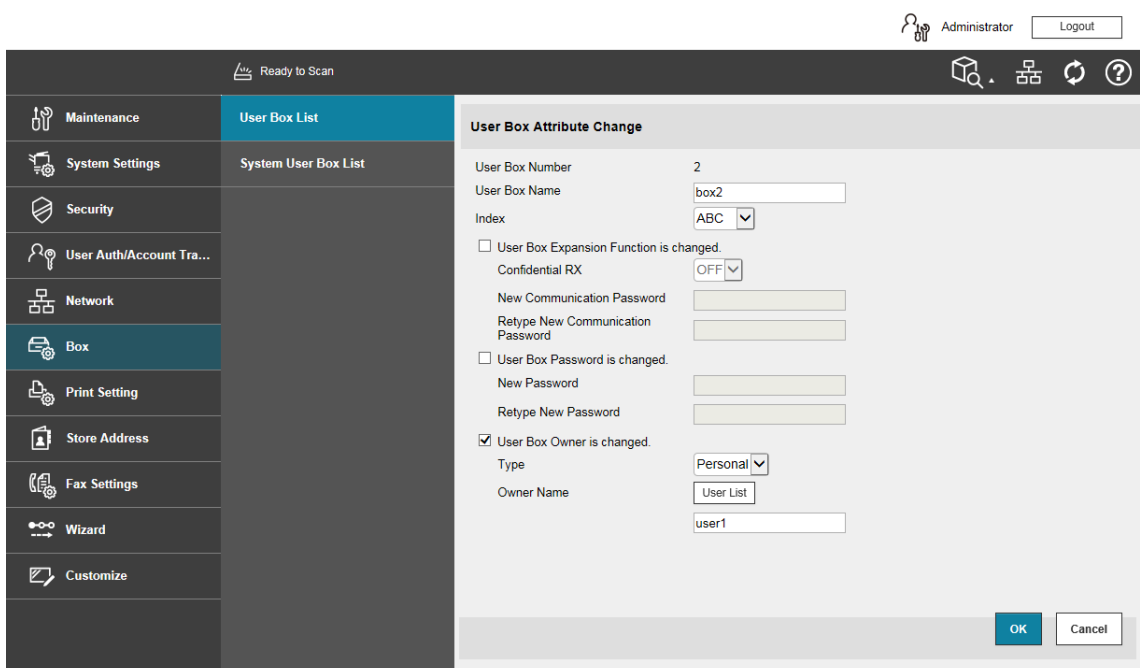 Administrator
Logout
Ready to Scan
Maintenance
System Settings
Security
User Auth/Account Tra...
Network
Box
Print Setting
Store Address
Fax Settings
Wizard
Customize
User Box List
System User Box List
User Box Attribute Change
User Box Number 2
User Box Name box2
Index ABC
User Box Expansion Function is changed.
Confidential RX OFF
New Communication Password
Retype New Communication
Password
User Box Password is changed.
New Password
Retype New Password
User Box Owner is changed.
Type Personal
Owner Name User List
user1
OK Cancel